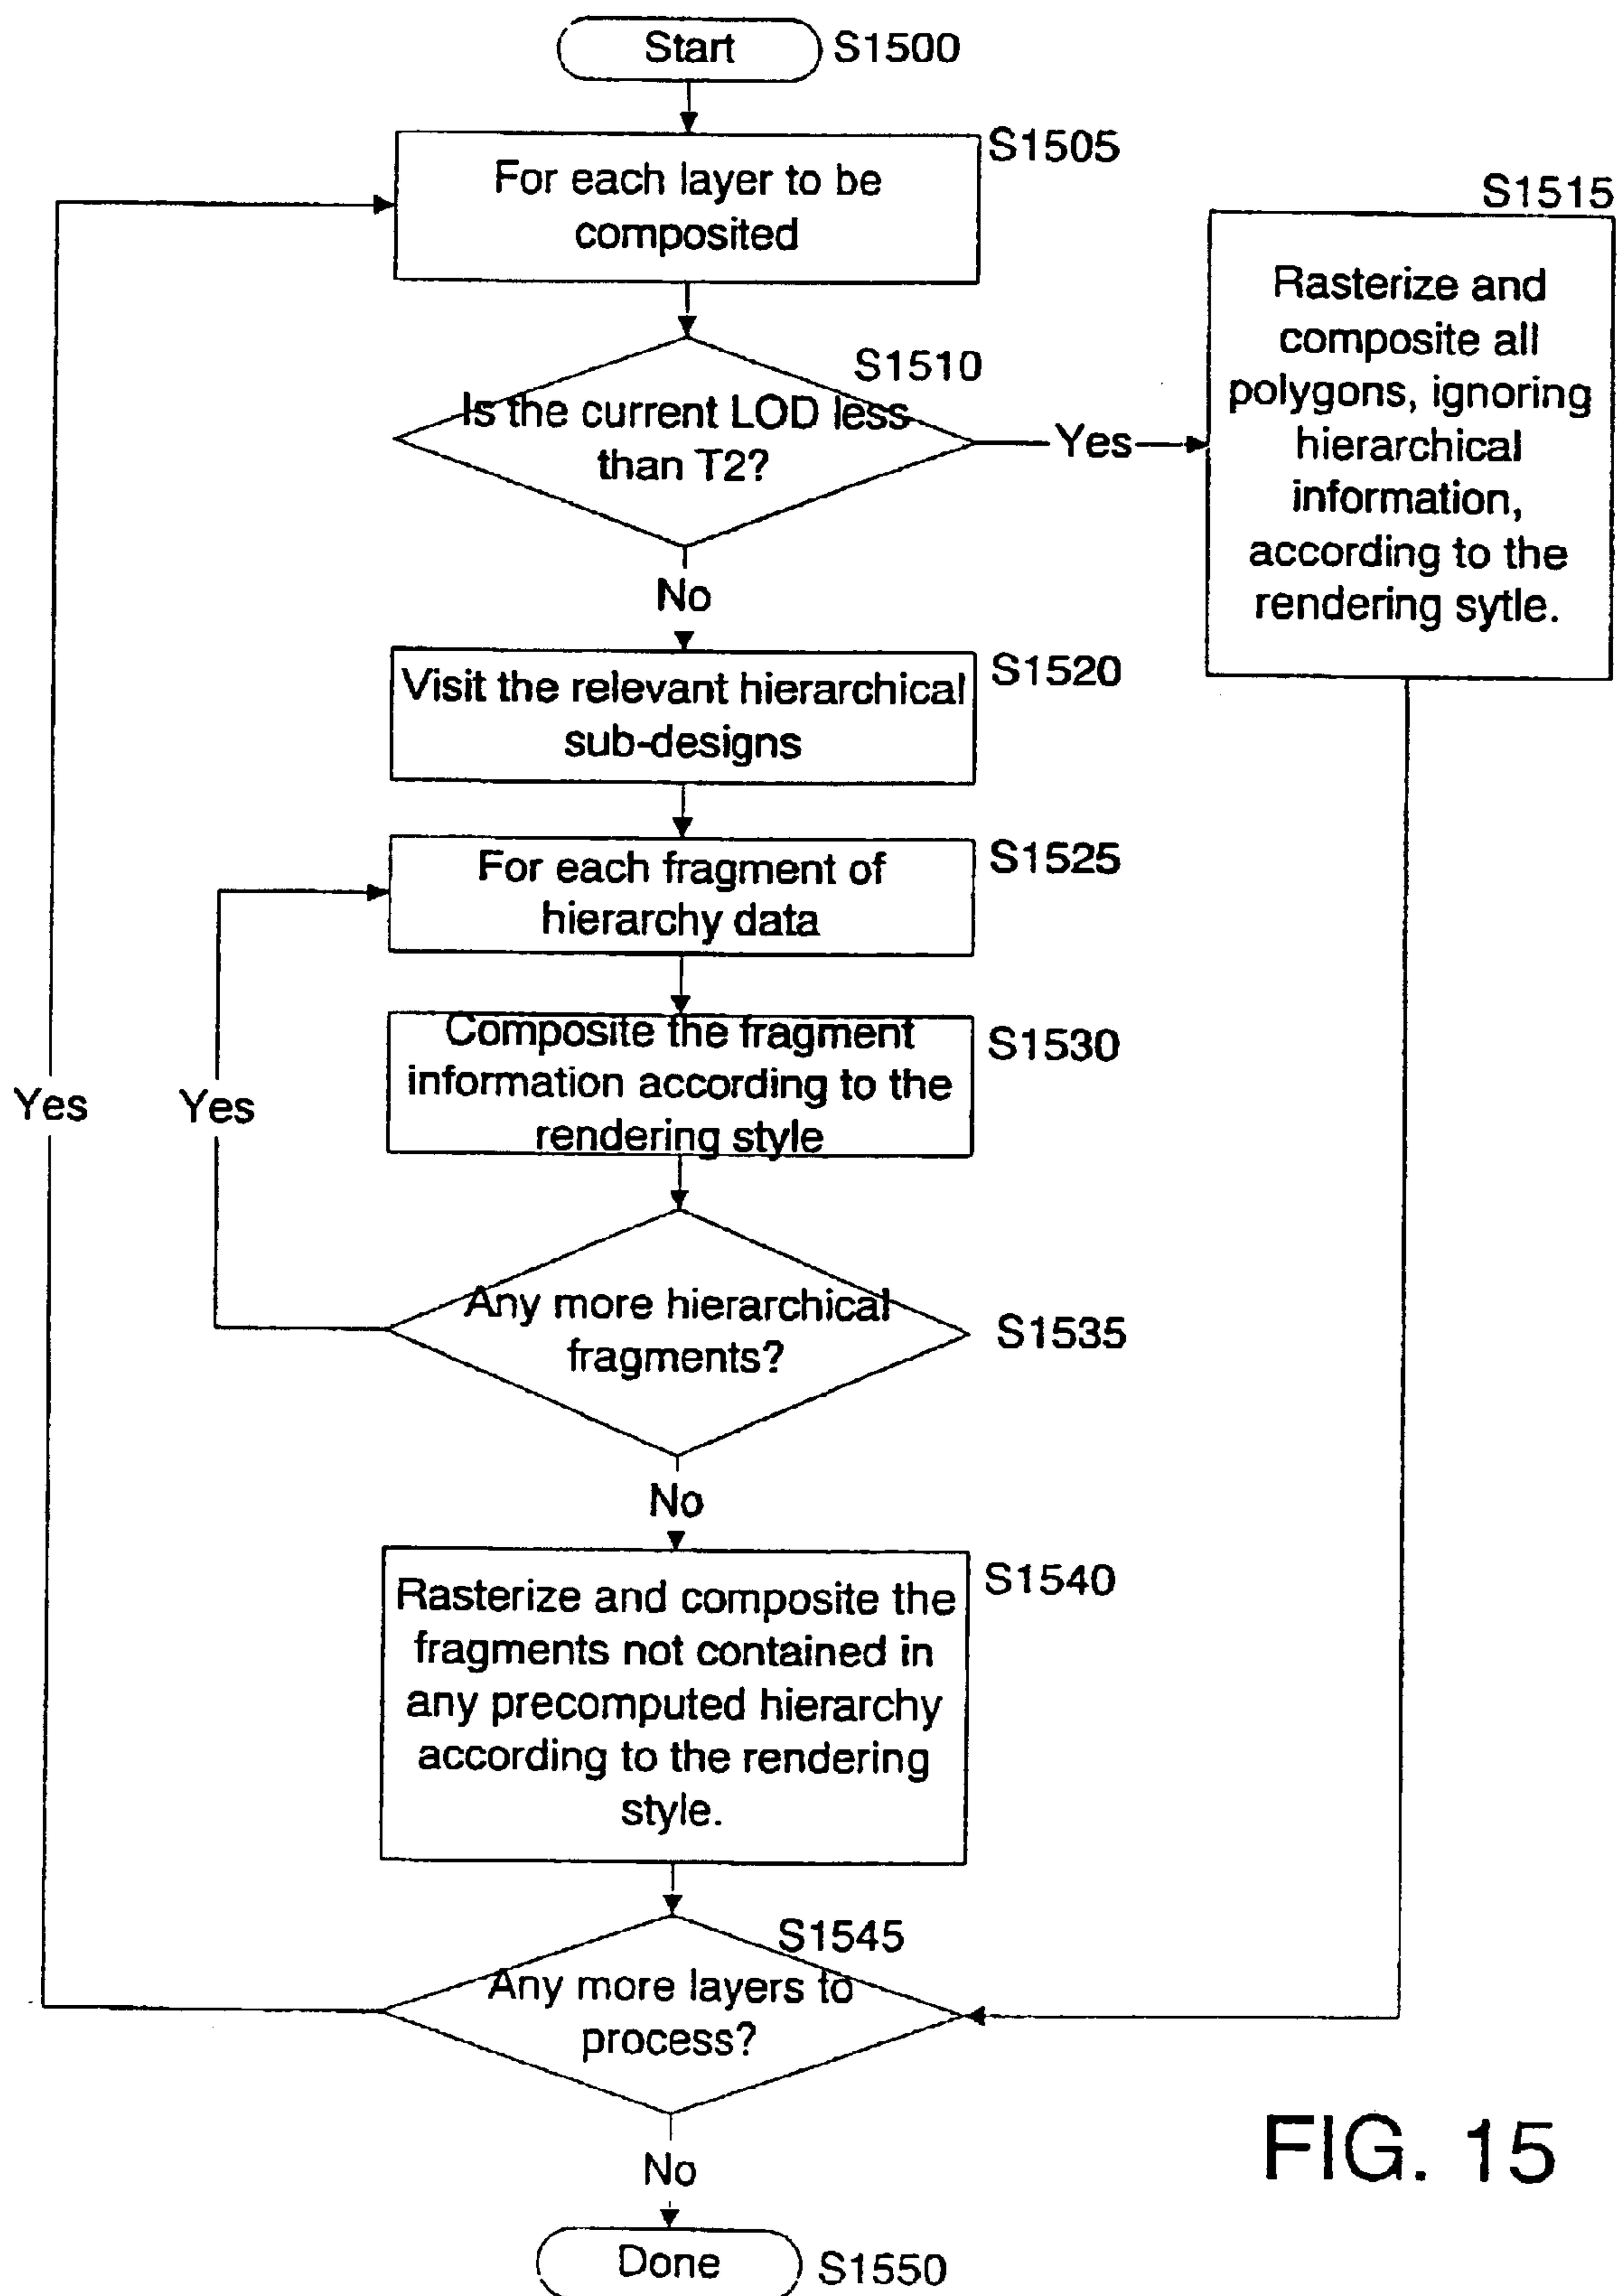 Start
S1500
For each layer to be
composited
S1505
S1510
Is the current LOD less
than T2?
Yes
S1515
Rasterize and
composite all
polygons, ignoring
hierarchical
information,
according to the
rendering sytle.
No
Visit the relevant hierarchical
sub-designs
S1520
For each fragment of
hierarchy data
S1525
Composite the fragment
information according to the
rendering style
S1530
Yes
Yes
Any more hierarchical
fragments?
S1535
No
Rasterize and composite the
fragments not contained in
any precomputed hierarchy
according to the rendering
style.
S1540
S1545
Any more layers to
process?
No
Done
S1550
FIG. 15